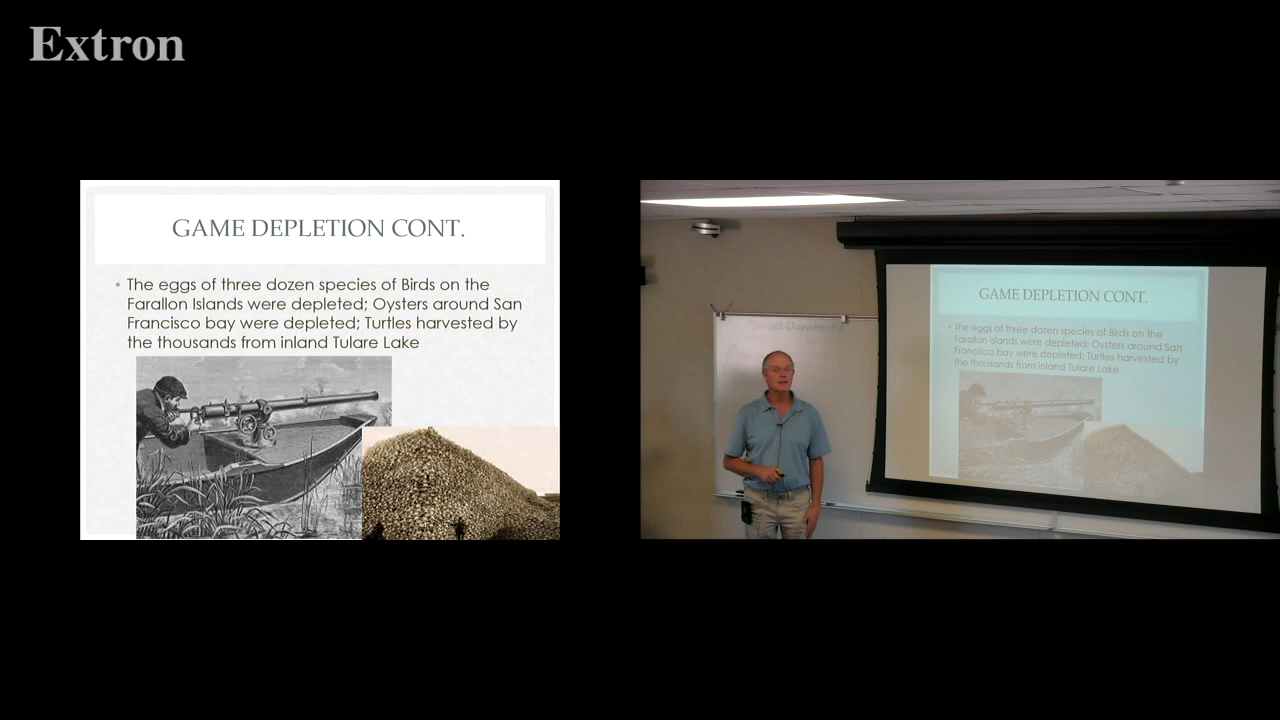 Extron
GAME DEPLETION CONT.
• The eggs of three dozen species of Birds on the
Farallon Islands were depleted; Oysters around San
Francisco bay were depleted; Turtles harvested by
the thousands from inland Tulare Lake
GAME DEPLETION CONT.
• The eggs of three dozen species of Birds on the
Farallon Islands were depleted; Oysters around San
Francisco bay were depleted; Turtles harvested by
the thousands from inland Tulare Lake